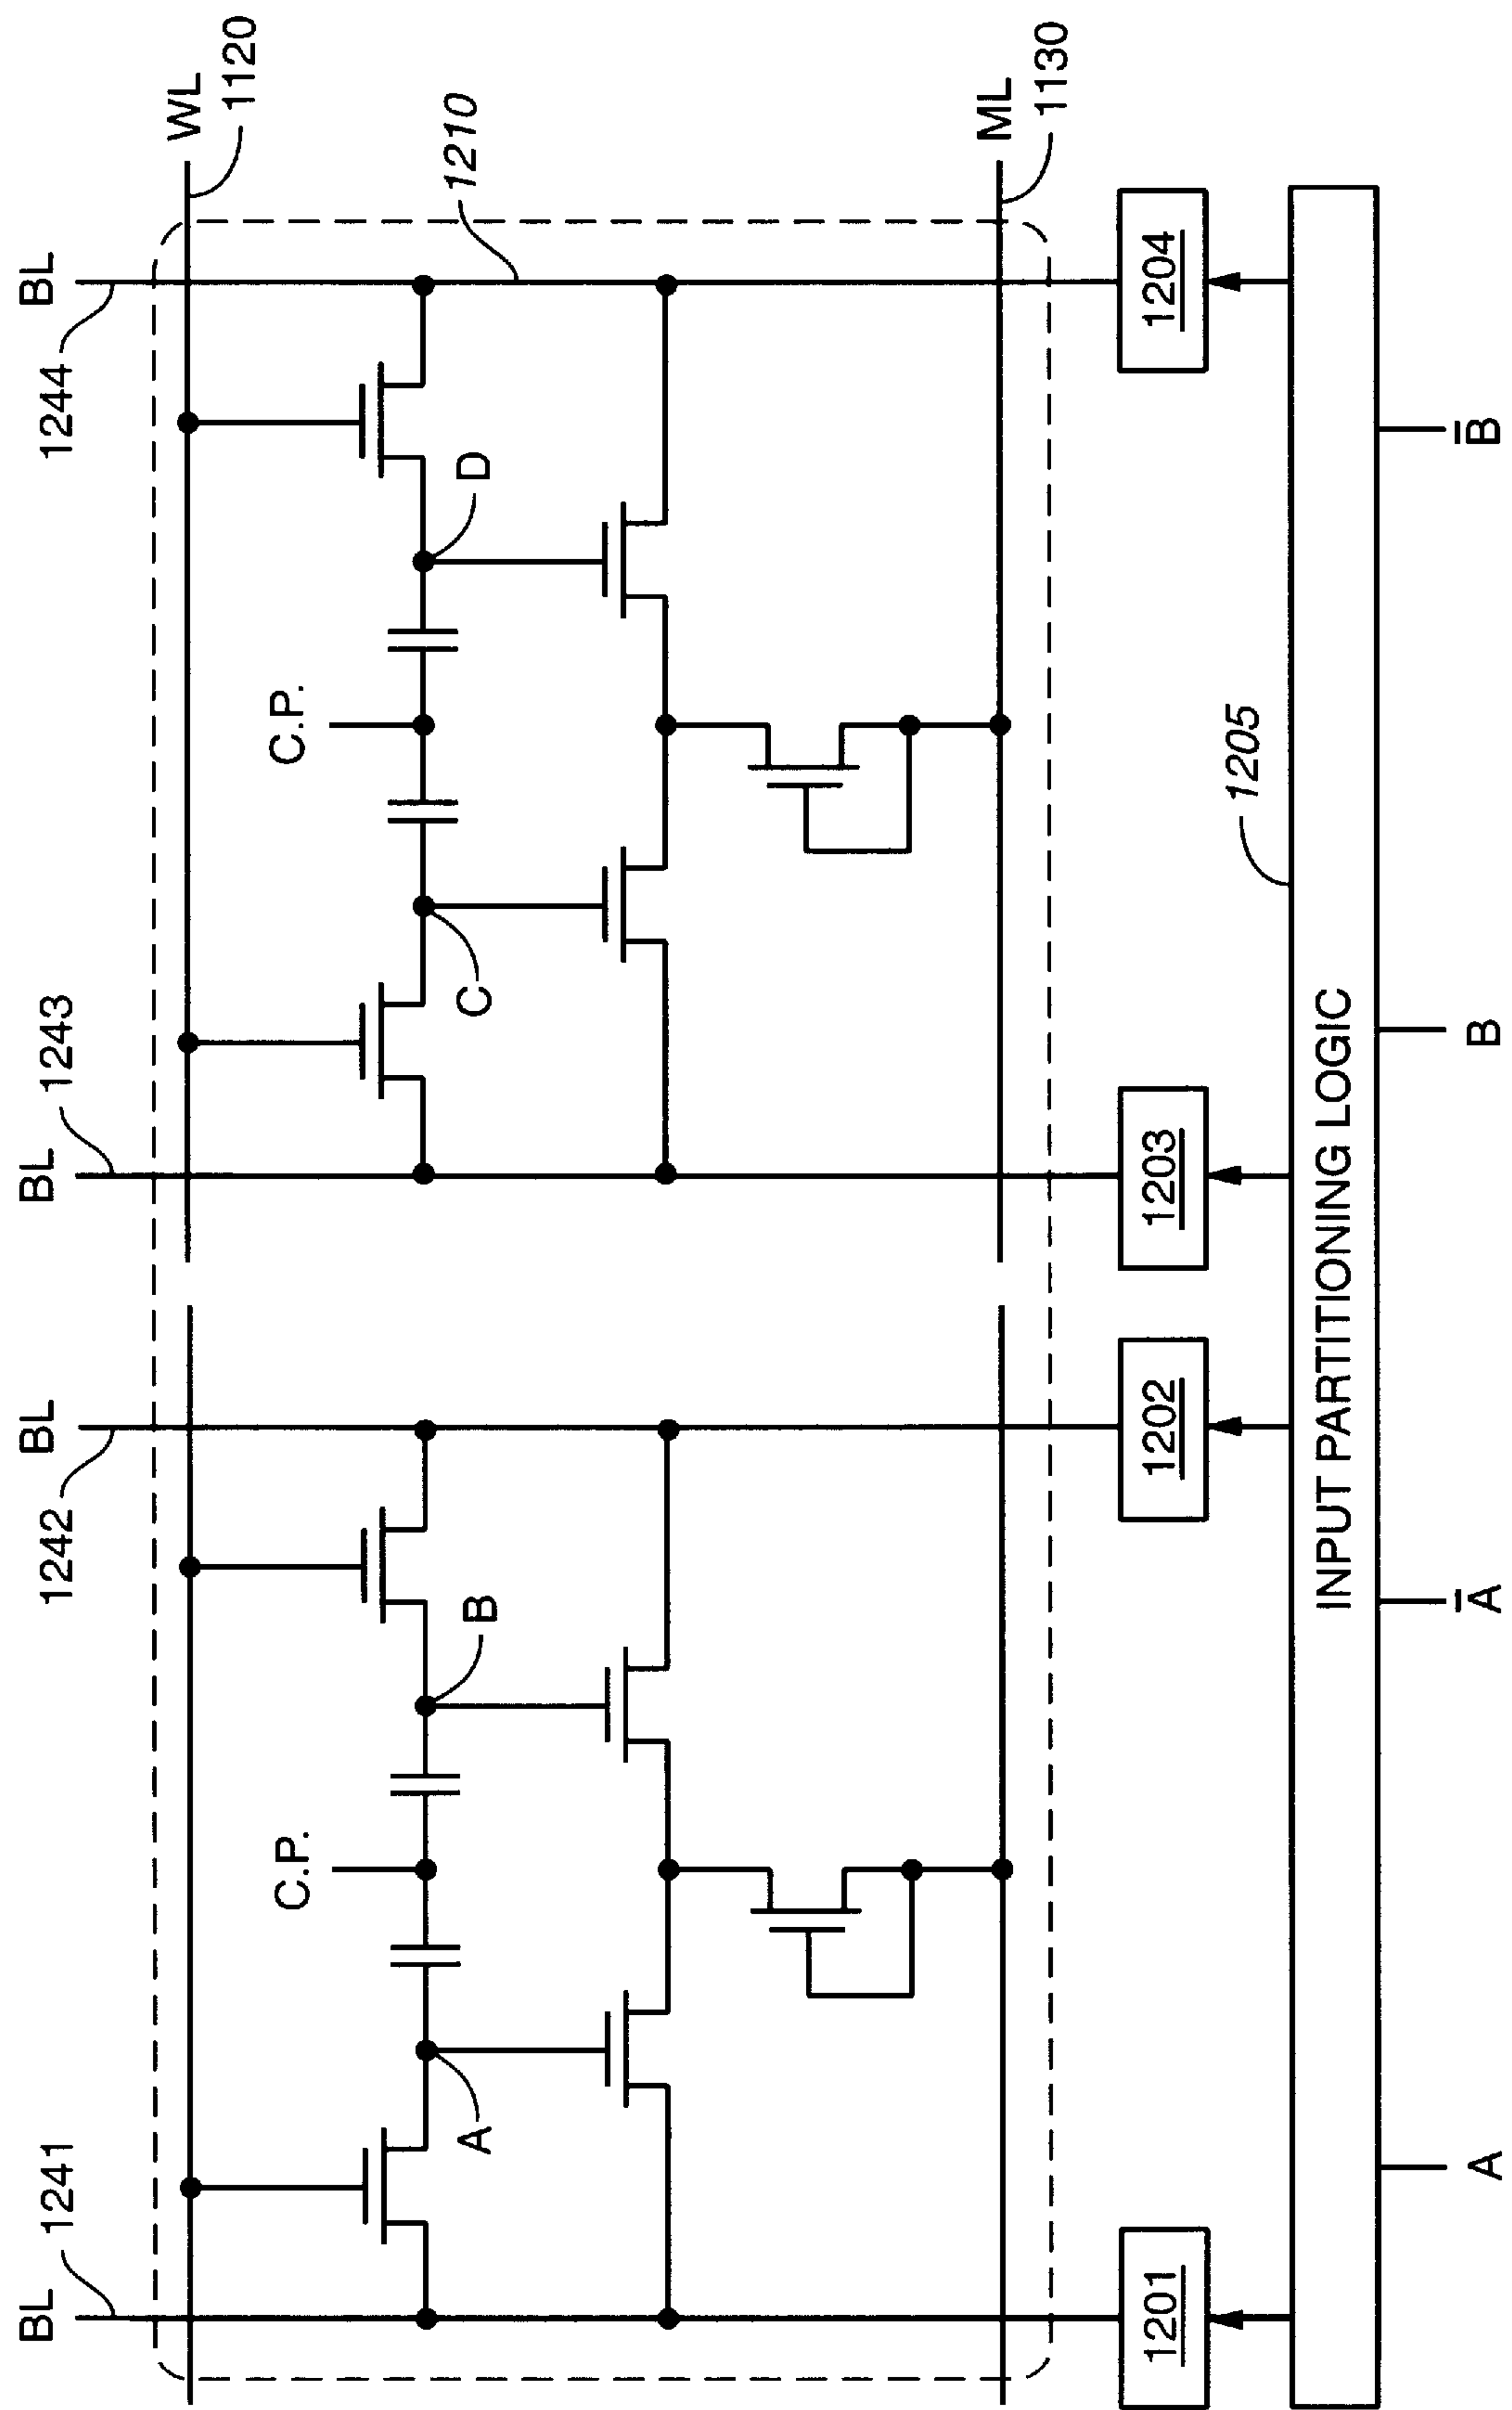 BL
1241
1242
BL
BL
1243
1244
BL
WL
1120
C.P.
C.P.
1210
A
B
C
D
ML
1130
1201
1202
1203
1204
1205
INPUT PARTITIONING LOGIC
A
A̅
B
B̅